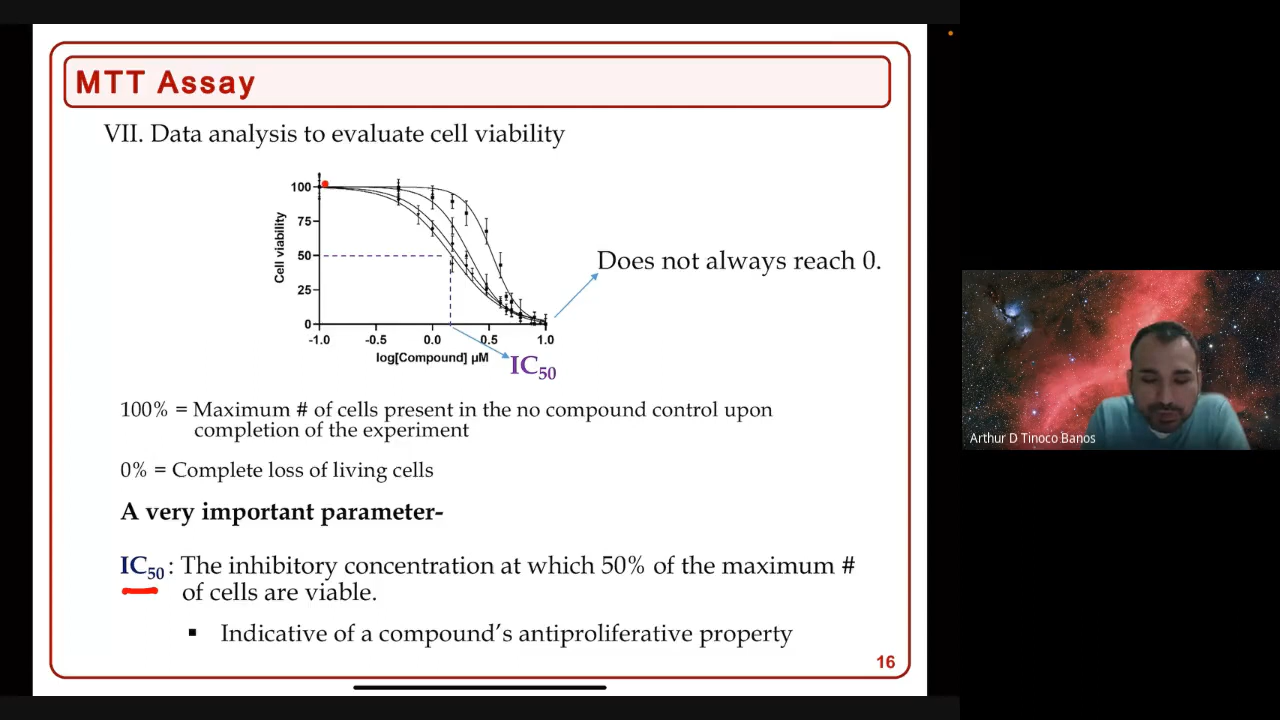 MTT Assay
VII. Data analysis to evaluate cell viability
100
75
50
25
0
Cell viability
-1.0 -0.5 0.0 0.5 1.0
log[Compound] µM
IC50
Does not always reach 0.
100% = Maximum # of cells present in the no compound control upon
completion of the experiment
0% = Complete loss of living cells
A very important parameter-
IC50: The inhibitory concentration at which 50% of the maximum #
of cells are viable.
▪ Indicative of a compound’s antiproliferative property
16
Arthur D Tinoco Banos